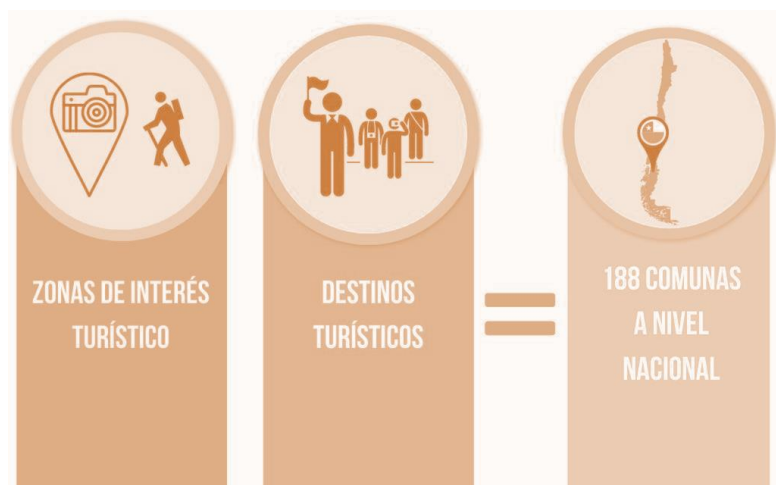 ZONAS DE INTERÉS
TURÍSTICO
DESTINOS
TURÍSTICOS
188 COMUNAS
A NIVEL
NACIONAL